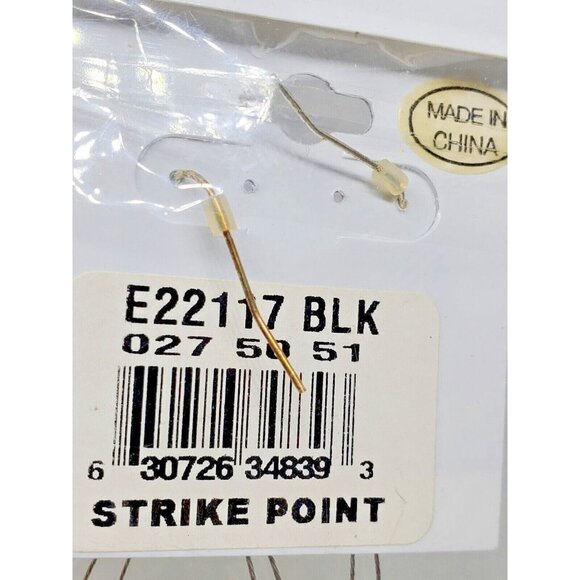 MADE IN
CHINA
E22117 BLK
027 50 51
6 30726 34839 3
STRIKE POINT